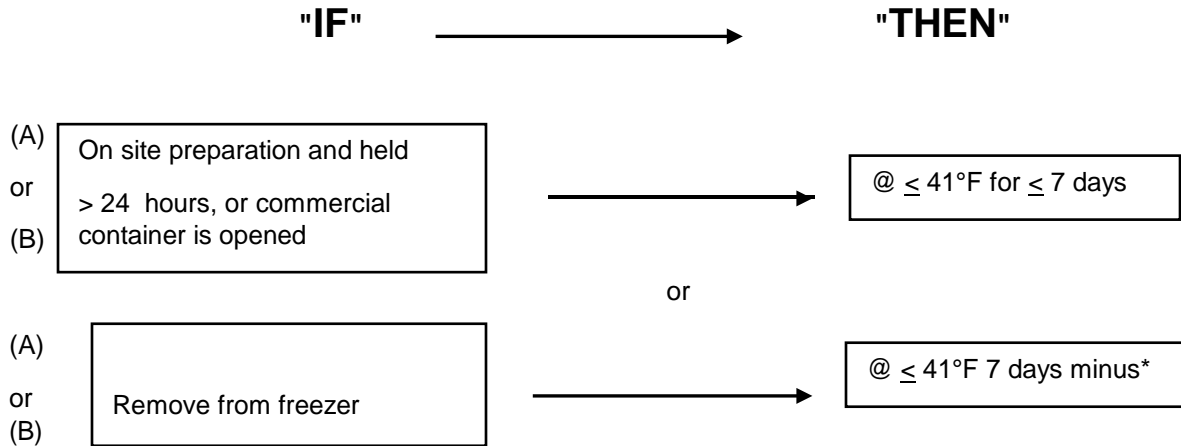 "IF" "THEN"
(A)
or
(B)
On site preparation and held
> 24 hours, or commercial
container is opened
@ ≤ 41°F for ≤ 7 days
or
(A)
or
(B)
Remove from freezer
@ ≤ 41°F 7 days minus*